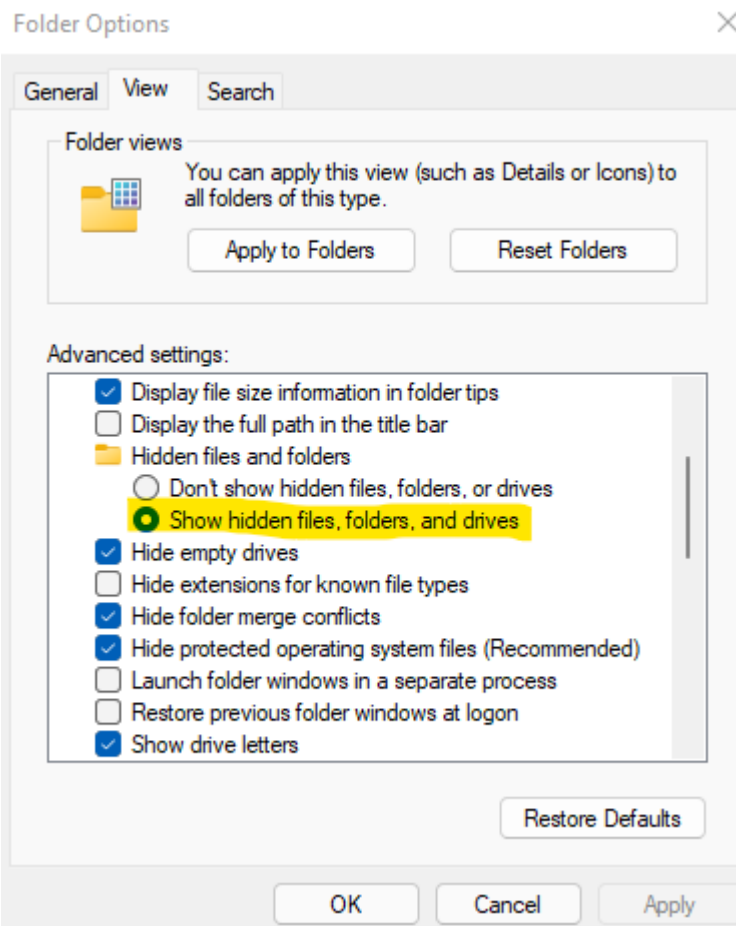 Folder Options
General View Search
Folder views
You can apply this view (such as Details or Icons) to
all folders of this type.
Apply to Folders Reset Folders
Advanced settings:
Display file size information in folder tips
Display the full path in the title bar
Hidden files and folders
Don't show hidden files, folders, or drives
Show hidden files, folders, and drives
Hide empty drives
Hide extensions for known file types
Hide folder merge conflicts
Hide protected operating system files (Recommended)
Launch folder windows in a separate process
Restore previous folder windows at logon
Show drive letters
Restore Defaults
OK Cancel Apply